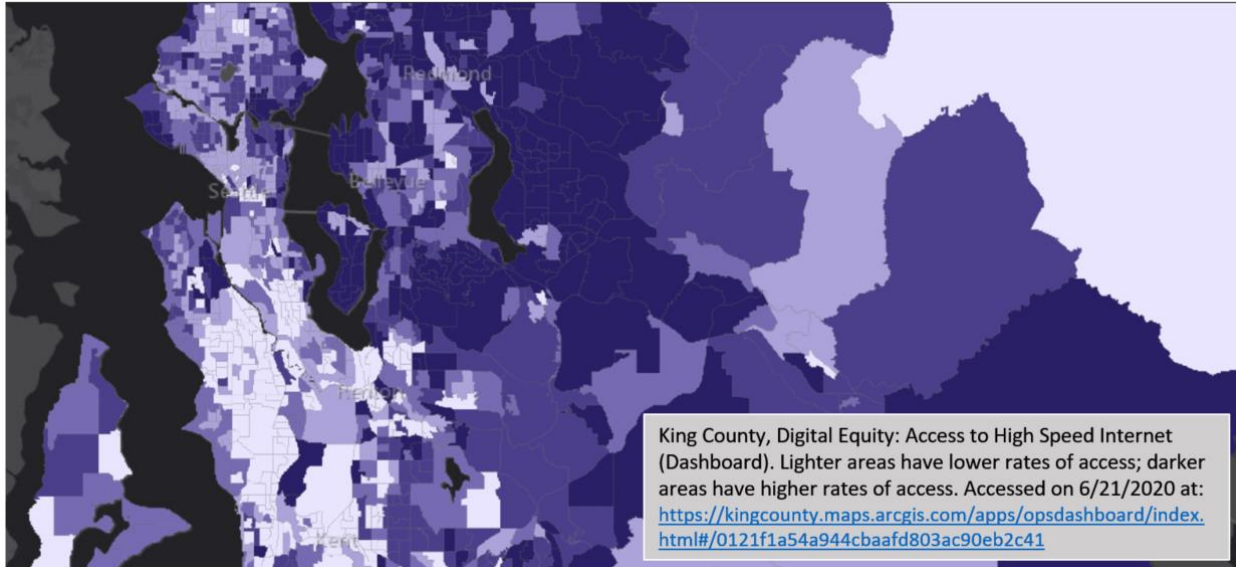 Redmond
Bellevue
Seattle
Renton
Kent
King County, Digital Equity: Access to High Speed Internet
(Dashboard). Lighter areas have lower rates of access; darker
areas have higher rates of access. Accessed on 6/21/2020 at:
https://kingcounty.maps.arcgis.com/apps/opsdashboard/index.
html#/0121f1a54a944cbaafd803ac90eb2c41